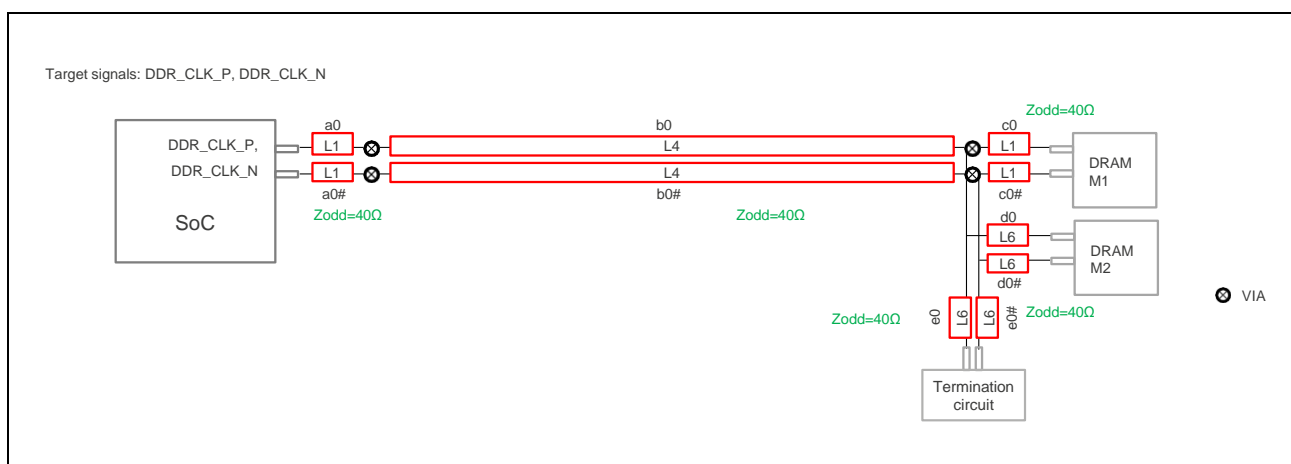 Target signals: DDR_CLK_P, DDR_CLK_N
Zodd=40Ω
a0
b0
c0
DDR_CLK_P,
L1
L4
L1
DRAM
M1
DDR_CLK_N
L1
L4
L1
a0#
b0#
c0#
SoC
Zodd=40Ω
Zodd=40Ω
d0
L6
DRAM
M2
L6
d0#
VIA
Zodd=40Ω
e0
L6
L6
e0#
Zodd=40Ω
Termination
circuit